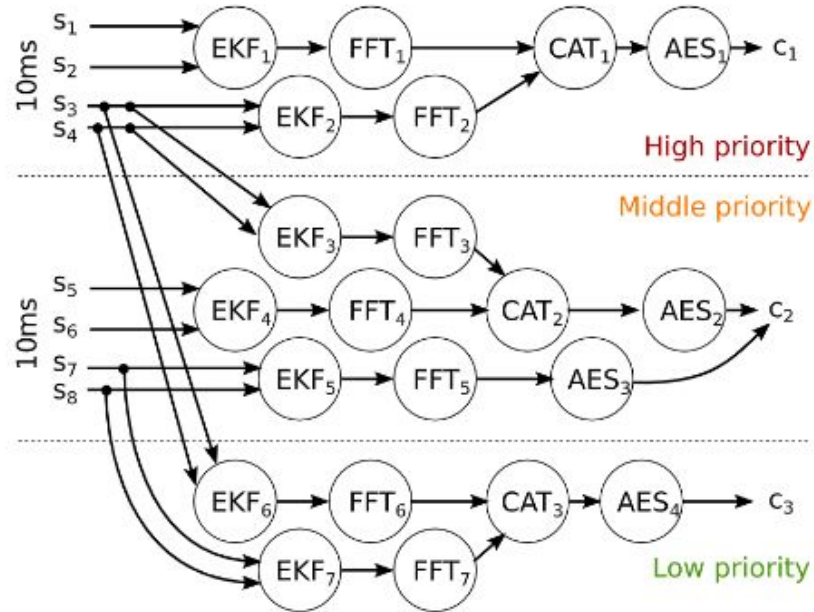 10ms
s1
s2
EKF1 FFT1 CAT1 AES1 c1
s3
s4
EKF2 FFT2
High priority
Middle priority
EKF3 FFT3
10ms
s5
s6
EKF4 FFT4 CAT2 AES2 c2
s7
s8
EKF5 FFT5 AES3
EKF6 FFT6 CAT3 AES4 c3
EKF7 FFT7
Low priority